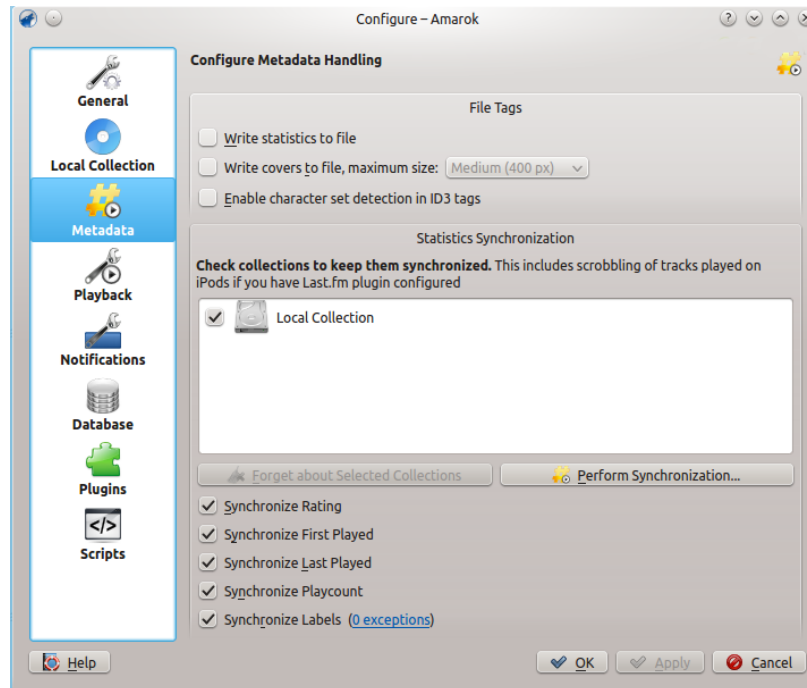 Configure – Amarok
General
Local Collection
Metadata
Playback
Notifications
Database
Plugins
</>
Scripts
Configure Metadata Handling
File Tags
Write statistics to file
Write covers to file, maximum size: Medium (400 px)
Enable character set detection in ID3 tags
Statistics Synchronization
Check collections to keep them synchronized. This includes scrobbling of tracks played on
iPods if you have Last.fm plugin configured
Local Collection
Forget about Selected Collections Perform Synchronization...
Synchronize Rating
Synchronize First Played
Synchronize Last Played
Synchronize Playcount
Synchronize Labels (0 exceptions)
Help OK Apply Cancel